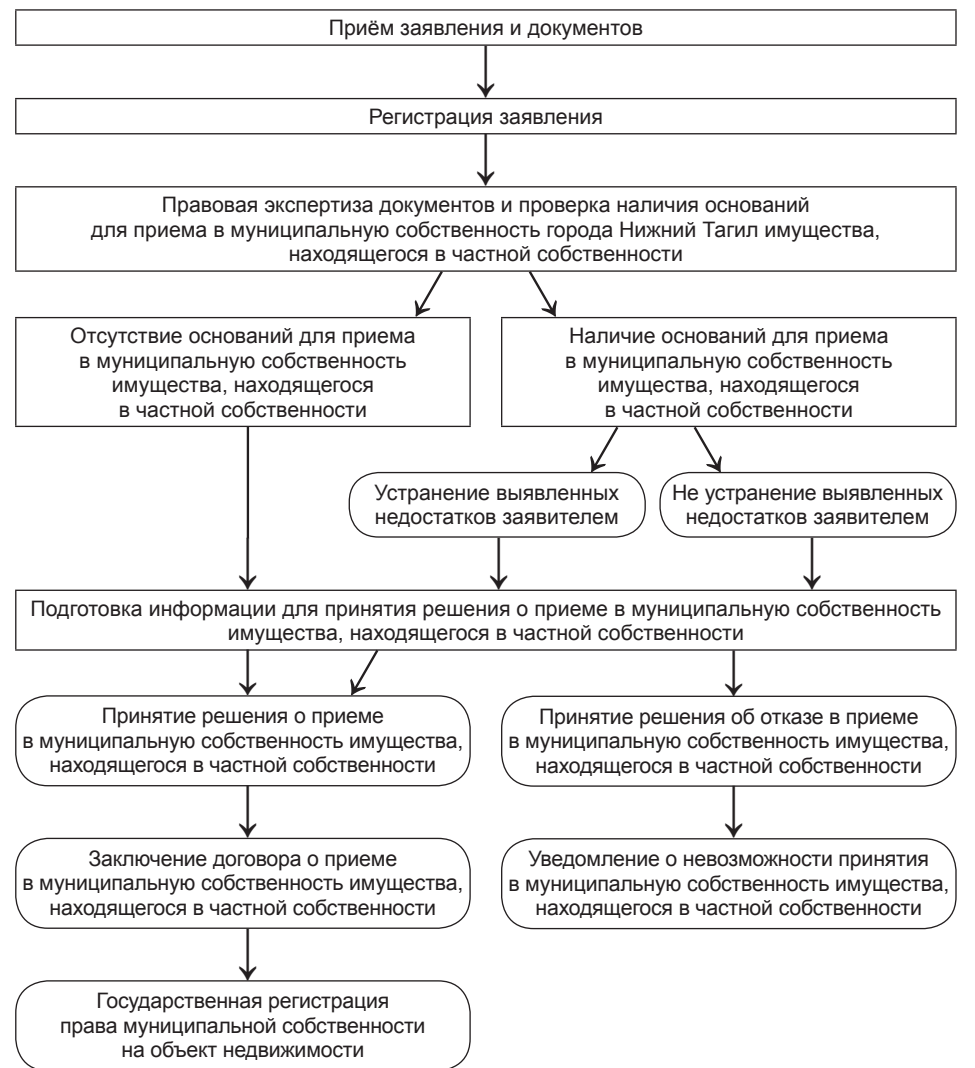 Приём заявления и документов
Регистрация заявления
Правовая экспертиза документов и проверка наличия оснований
для приема в муниципальную собственность города Нижний Тагил имущества,
находящегося в частной собственности
Отсутствие оснований для приема
в муниципальную собственность
имущества, находящегося
в частной собственности
Наличие оснований для приема
в муниципальную собственность
имущества, находящегося
в частной собственности
Устранение выявленных
недостатков заявителем
Не устранение выявленных
недостатков заявителем
Подготовка информации для принятия решения о приеме в муниципальную собственность
имущества, находящегося в частной собственности
Принятие решения о приеме
в муниципальную собственность имущества,
находящегося в частной собственности
Принятие решения об отказе в приеме
в муниципальную собственность имущества,
находящегося в частной собственности
Заключение договора о приеме
в муниципальную собственность имущества,
находящегося в частной собственности
Уведомление о невозможности принятия
в муниципальную собственность имущества,
находящегося в частной собственности
Государственная регистрация
права муниципальной собственности
на объект недвижимости